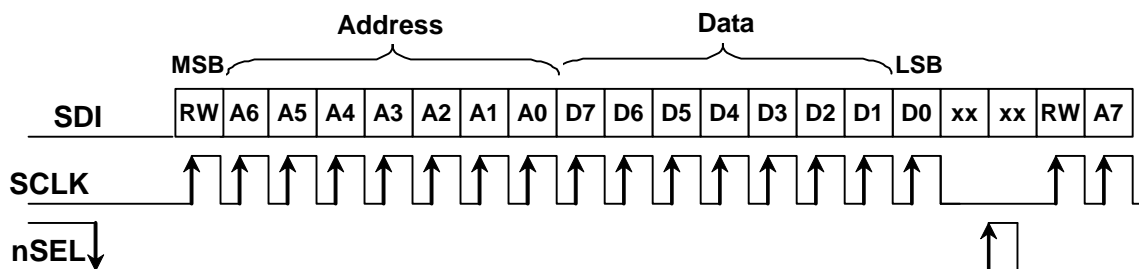 Address Data
MSB LSB
SDI RW A6 A5 A4 A3 A2 A1 A0 D7 D6 D5 D4 D3 D2 D1 D0 xx xx RW A7
SCLK
nSEL